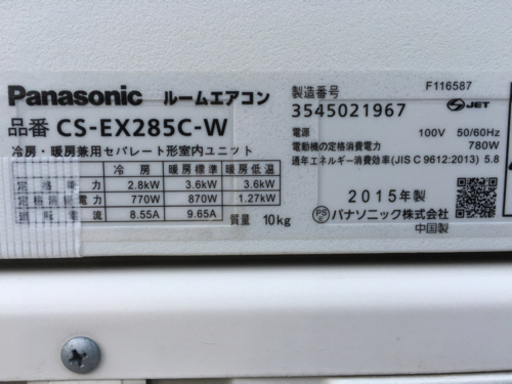 Panasonic ルームエアコン
品番 CS-EX285C-W
冷房・暖房兼用セパレート形室内ユニット
冷房 暖房標準 暖房低温
定格能力 2.8kW 3.6kW 3.6kW
定格消費電力 770W 870W 1.27kW
運転電流 8.55A 9.65A
質量 10kg
F116587
製造番号
3545021967
JET
電源 100V 50/60Hz
電動機の定格消費電力 780W
通年エネルギー消費効率(JIS C 9612:2013) 5.8
2015年製
PSE パナソニック株式会社
中国製